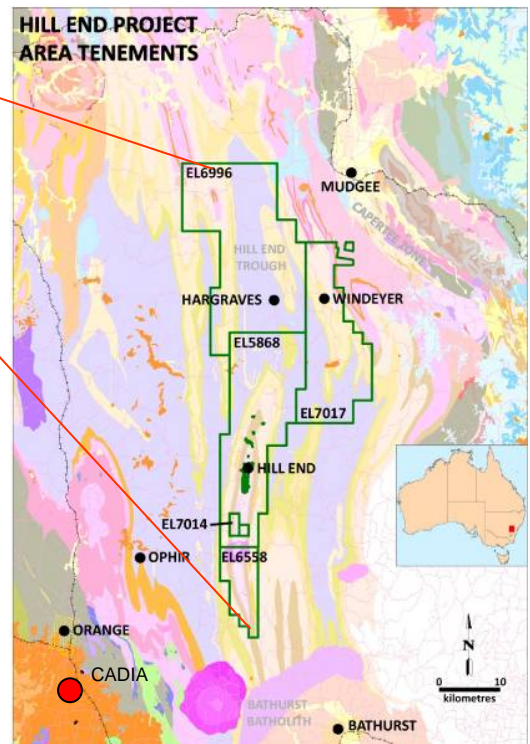 HILL END PROJECT
AREA TENEMENTS
EL6996
MUDGEE
CAPERTEE ZONE
HILL END
TROUGH
HARGRAVES
WINDEYER
EL5868
EL7017
HILL END
EL7014
EL6558
OPHIR
ORANGE
CADIA
N
0 10
kilometres
BATHURST
BATHOLITH
BATHURST